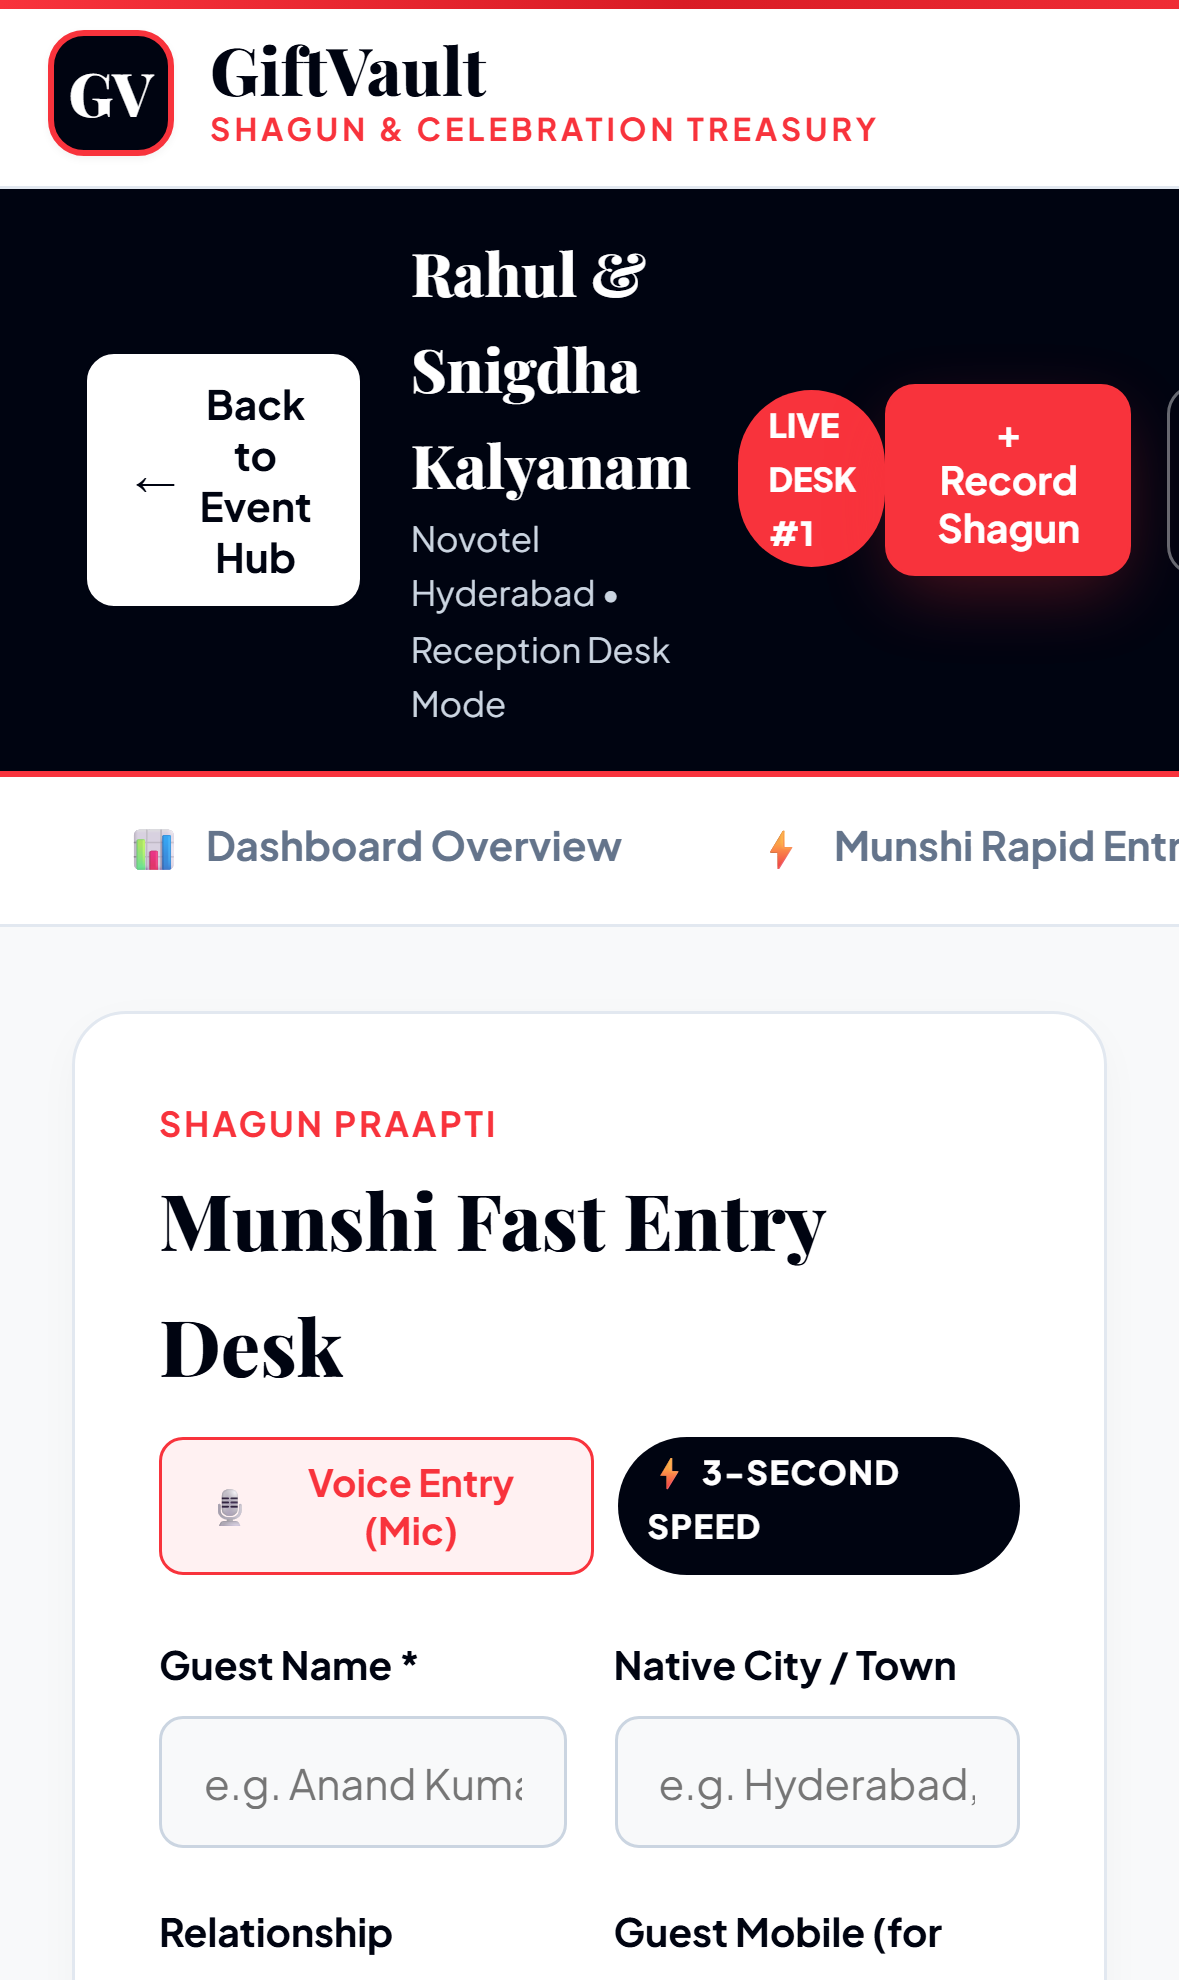 GV
GiftVault
SHAGUN & CELEBRATION TREASURY
← Back
to
Event
Hub
Rahul &
Snigdha
Kalyanam
Novotel
Hyderabad •
Reception Desk
Mode
LIVE
DESK
#1
+
Record
Shagun
Dashboard Overview
Munshi Rapid Entr
SHAGUN PRAAPTI
Munshi Fast Entry
Desk
Voice Entry
(Mic)
3-SECOND
SPEED
Guest Name *
Native City / Town
e.g. Anand Kuma
e.g. Hyderabad,
Relationship
Guest Mobile (for